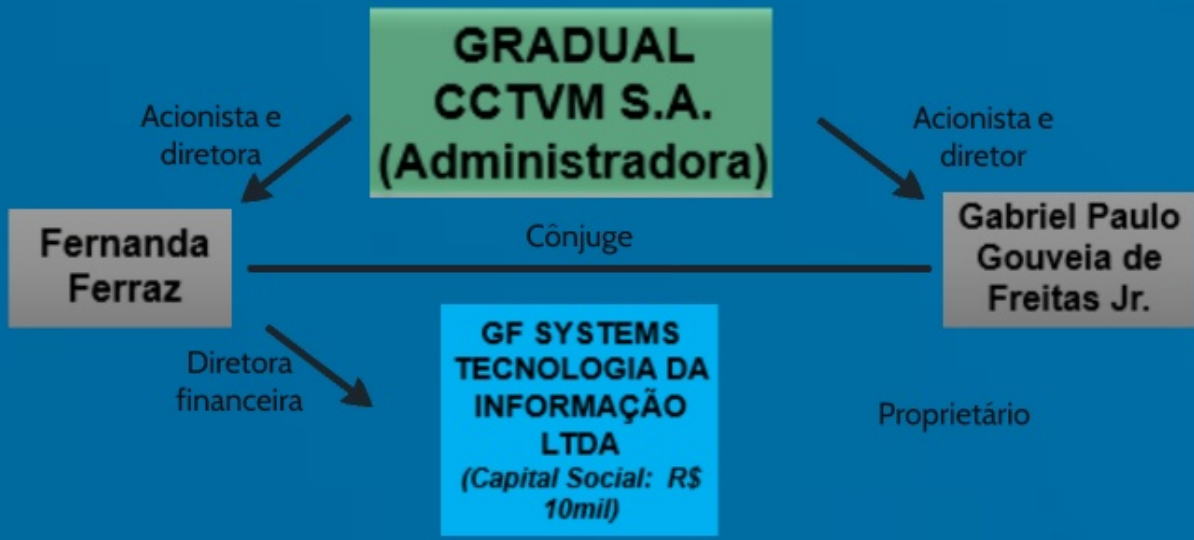 GRADUAL
CCTVM S.A.
(Administradora)
Acionista e
diretora
Acionista e
diretor
Fernanda
Ferraz
Cônjuge
Gabriel Paulo
Gouveia de
Freitas Jr.
Diretora
financeira
GF SYSTEMS
TECNOLOGIA DA
INFORMAÇÃO
LTDA
(Capital Social: R$
10mil)
Proprietário